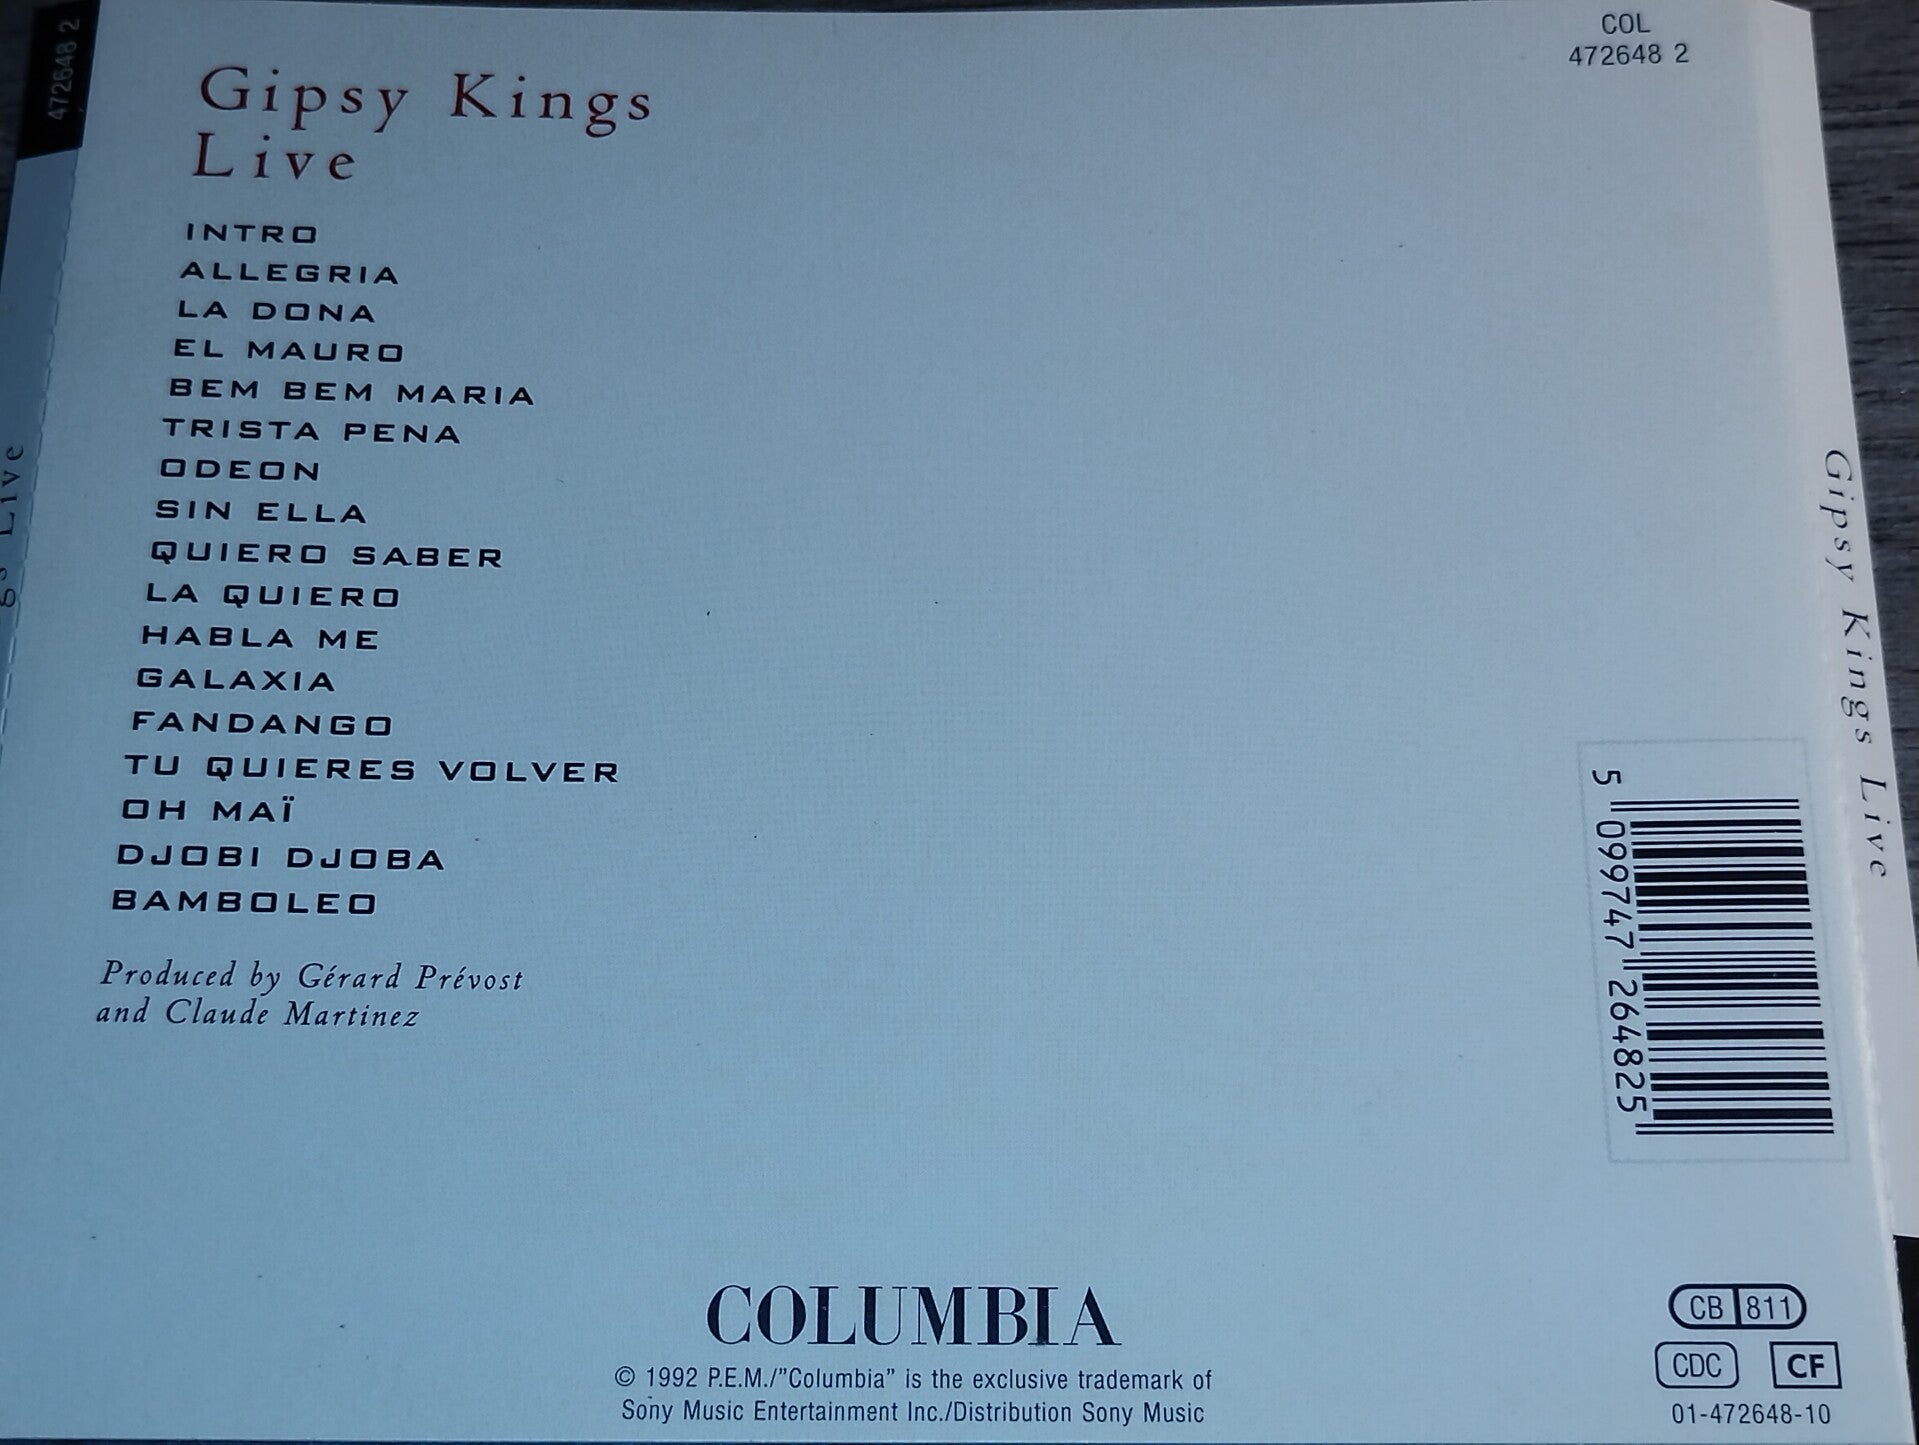 472648 2
COL
472648 2
Gipsy Kings
Live
INTRO
ALLEGRIA
LA DONA
EL MAURO
BEM BEM MARIA
TRISTA PENA
ODEON
SIN ELLA
QUIERO SABER
LA QUIERO
HABLA ME
GALAXIA
FANDANGO
TU QUIERES VOLVER
OH MAÏ
DJOBI DJOBA
BAMBOLEO
Produced by Gérard Prévost
and Claude Martinez
gs Live
Gipsy Kings Live
5 099747 264825
COLUMBIA
© 1992 P.E.M./"Columbia" is the exclusive trademark of
Sony Music Entertainment Inc./Distribution Sony Music
CB 811
CDC CF
01-472648-10